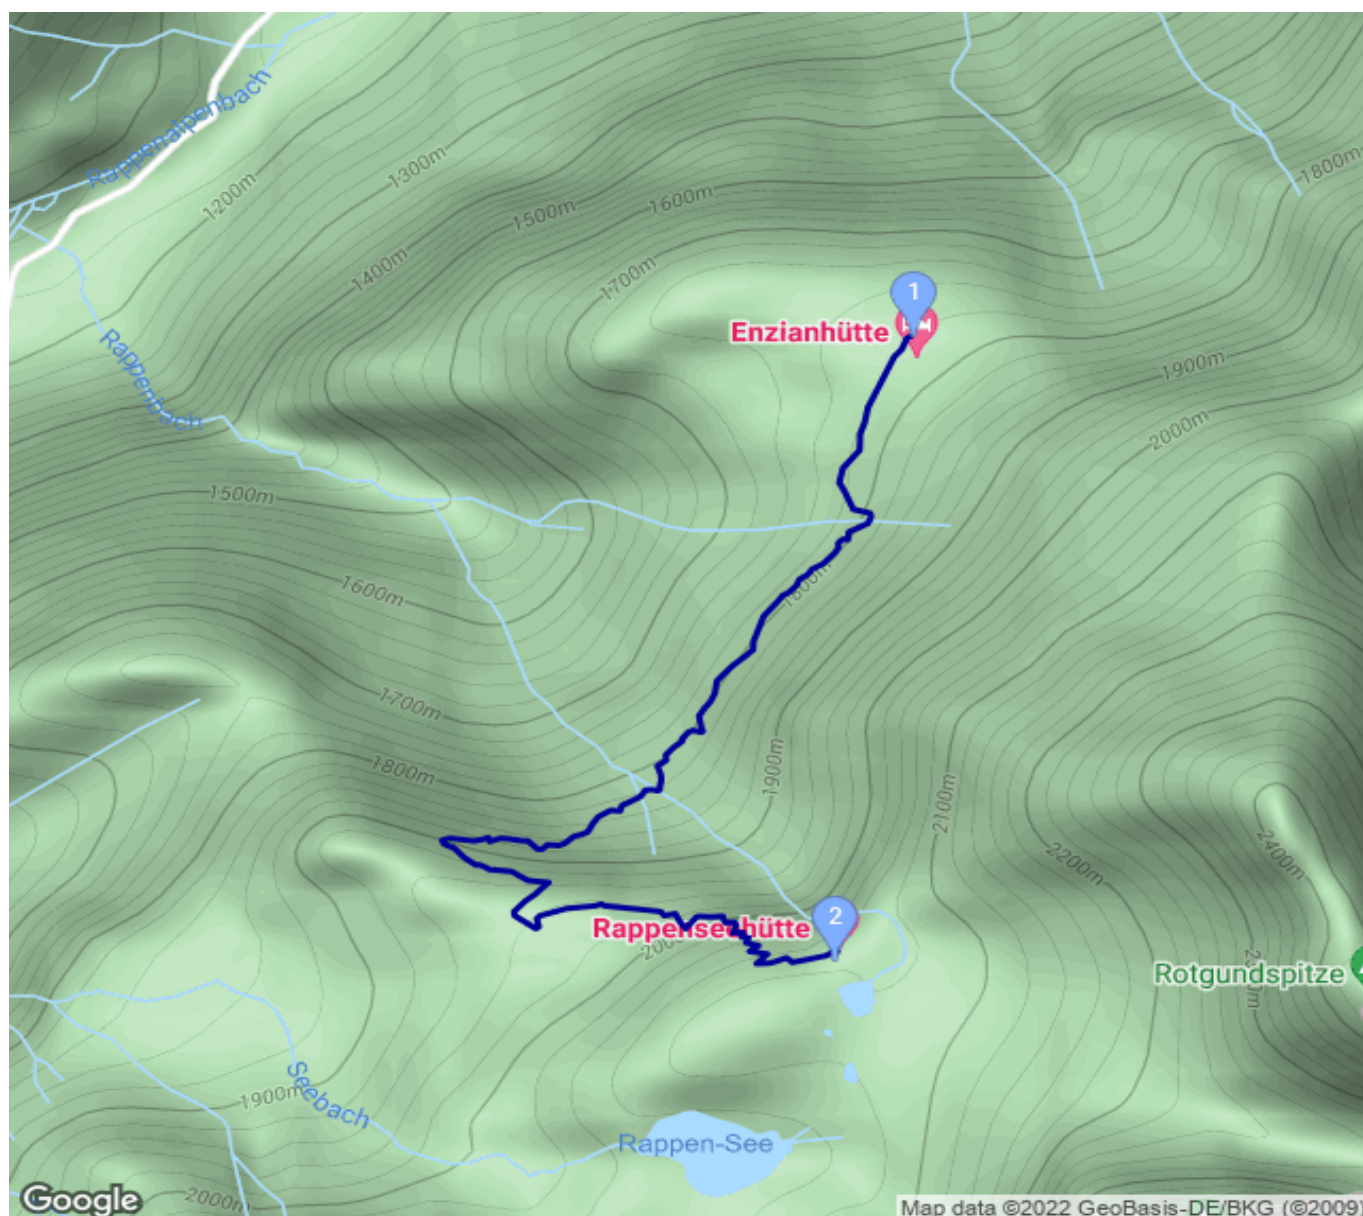 Rappenalpenbach
1200m
1300m
1400m
1500m
1600m
1700m
1800m
1
Enzianhütte
1900m
2000m
Rappenbach
1500m
1600m
1700m
1800m
1800m
1900m
2100m
2200m
2400m
2
Rappenseehütte
Rotgundspitze
Seebach
1900m
Rappen-See
2000m
Google
Map data ©2022 GeoBasis-DE/BKG (©2009)